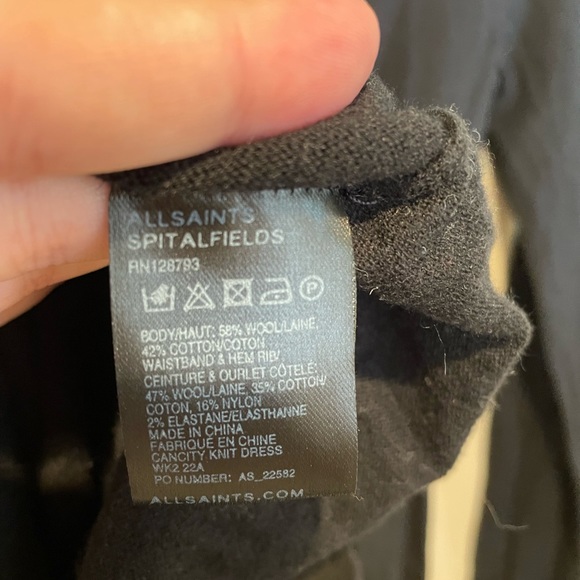 ALLSAINTS
SPITALFIELDS
RN128793
P
BODY/HAUT: 58% WOOL/LAINE,
42% COTTON/COTON
WAISTBAND & HEM RIB/
CEINTURE & OURLET CÔTELÉ:
47% WOOL/LAINE, 35% COTTON/
COTON, 16% NYLON
2% ELASTANE/ELASTHANNE
MADE IN CHINA
FABRIQUÉ EN CHINE
CANCITY KNIT DRESS
WK2 22A
PO NUMBER: AS_22582
ALLSAINTS.COM